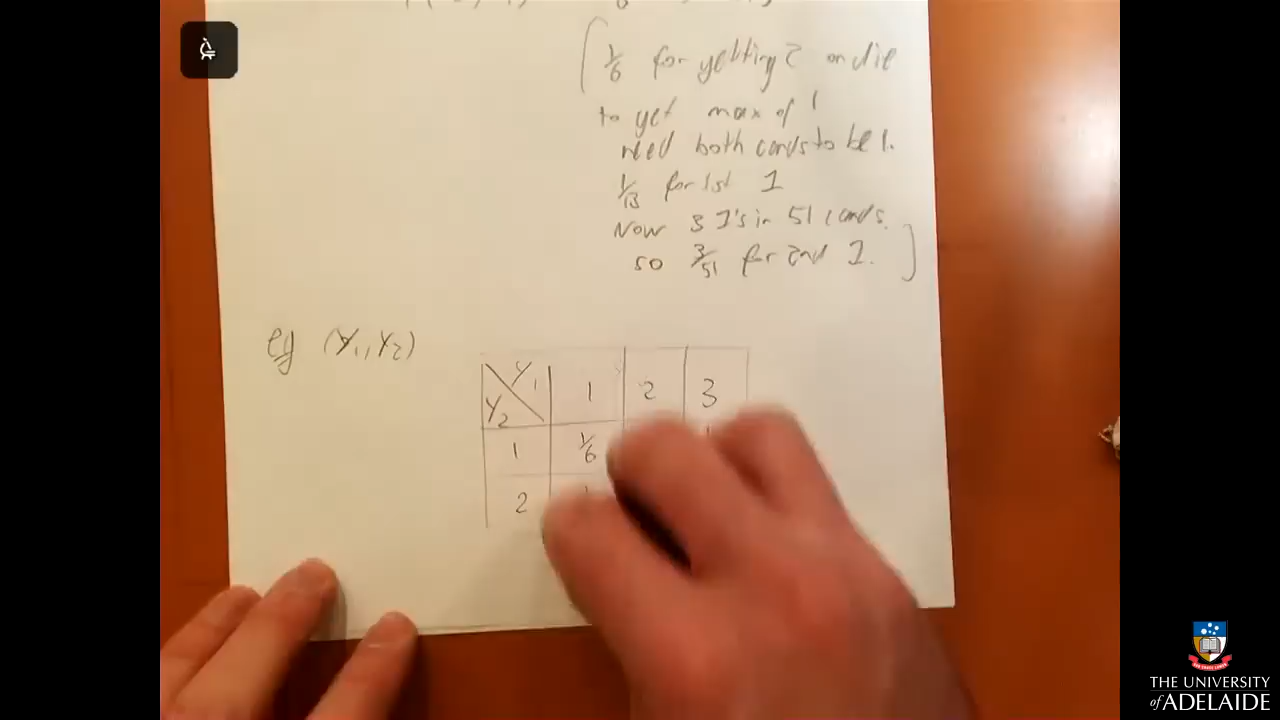 1/6 for getting 2 on die
to get max of 1
need both cards to be 1.
1/13 for 1st 1
Now 3 1's in 51 cards.
so 3/51 for 2nd 1.
eg (Y1, Y2)
Y1 1 2 3
Y2
1 1/6
2
THE UNIVERSITY
of ADELAIDE